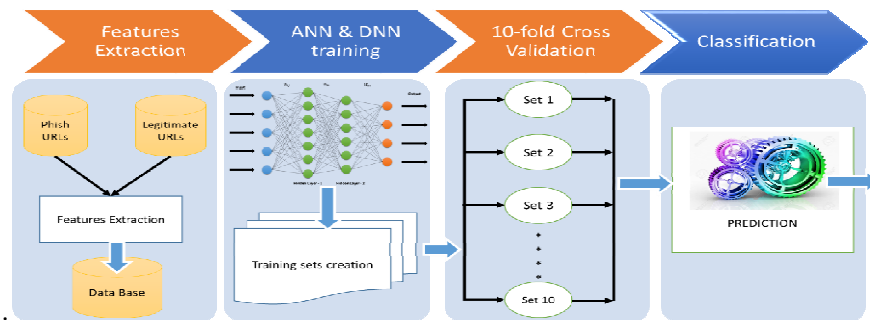 Features
Extraction
ANN & DNN
training
10-fold Cross
Validation
Classification
Phish
URLs
Legitimate
URLs
Features Extraction
Data Base
Training sets creation
Set 1
Set 2
Set 3
Set 10
PREDICTION